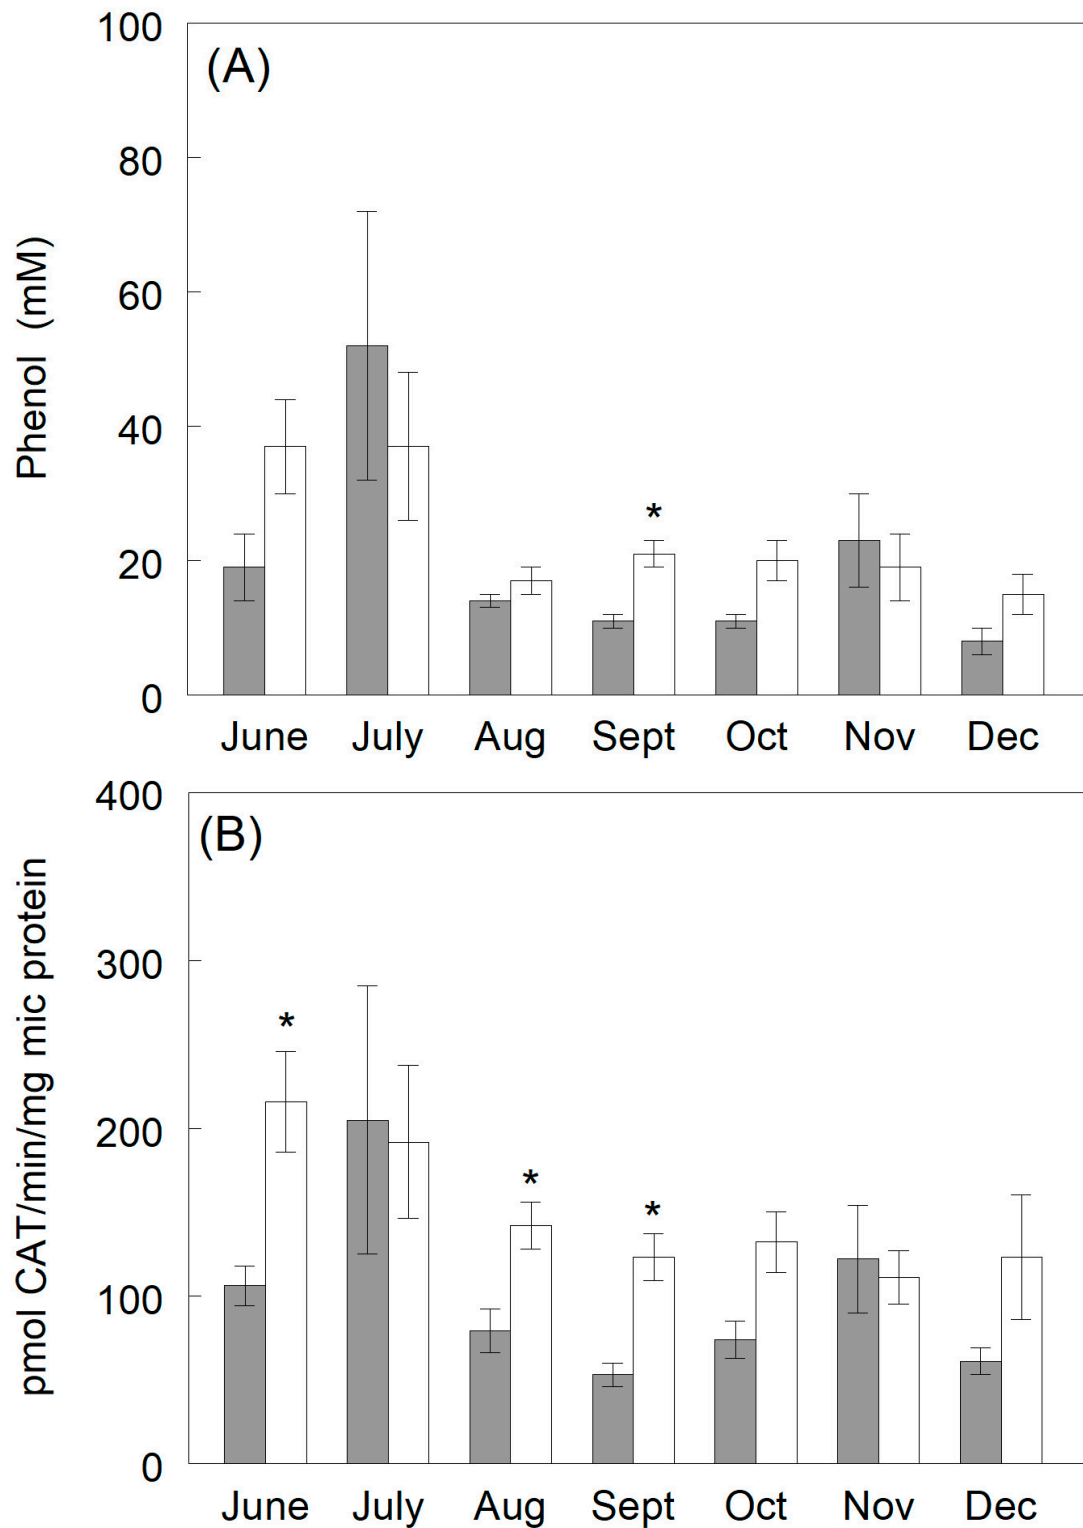 100
(A)
80
60
40
20
0
Phenol (mM)
*
June July Aug Sept Oct Nov Dec
400
(B)
300
200
100
0
pmol CAT/min/mg mic protein
*
*
*
June July Aug Sept Oct Nov Dec